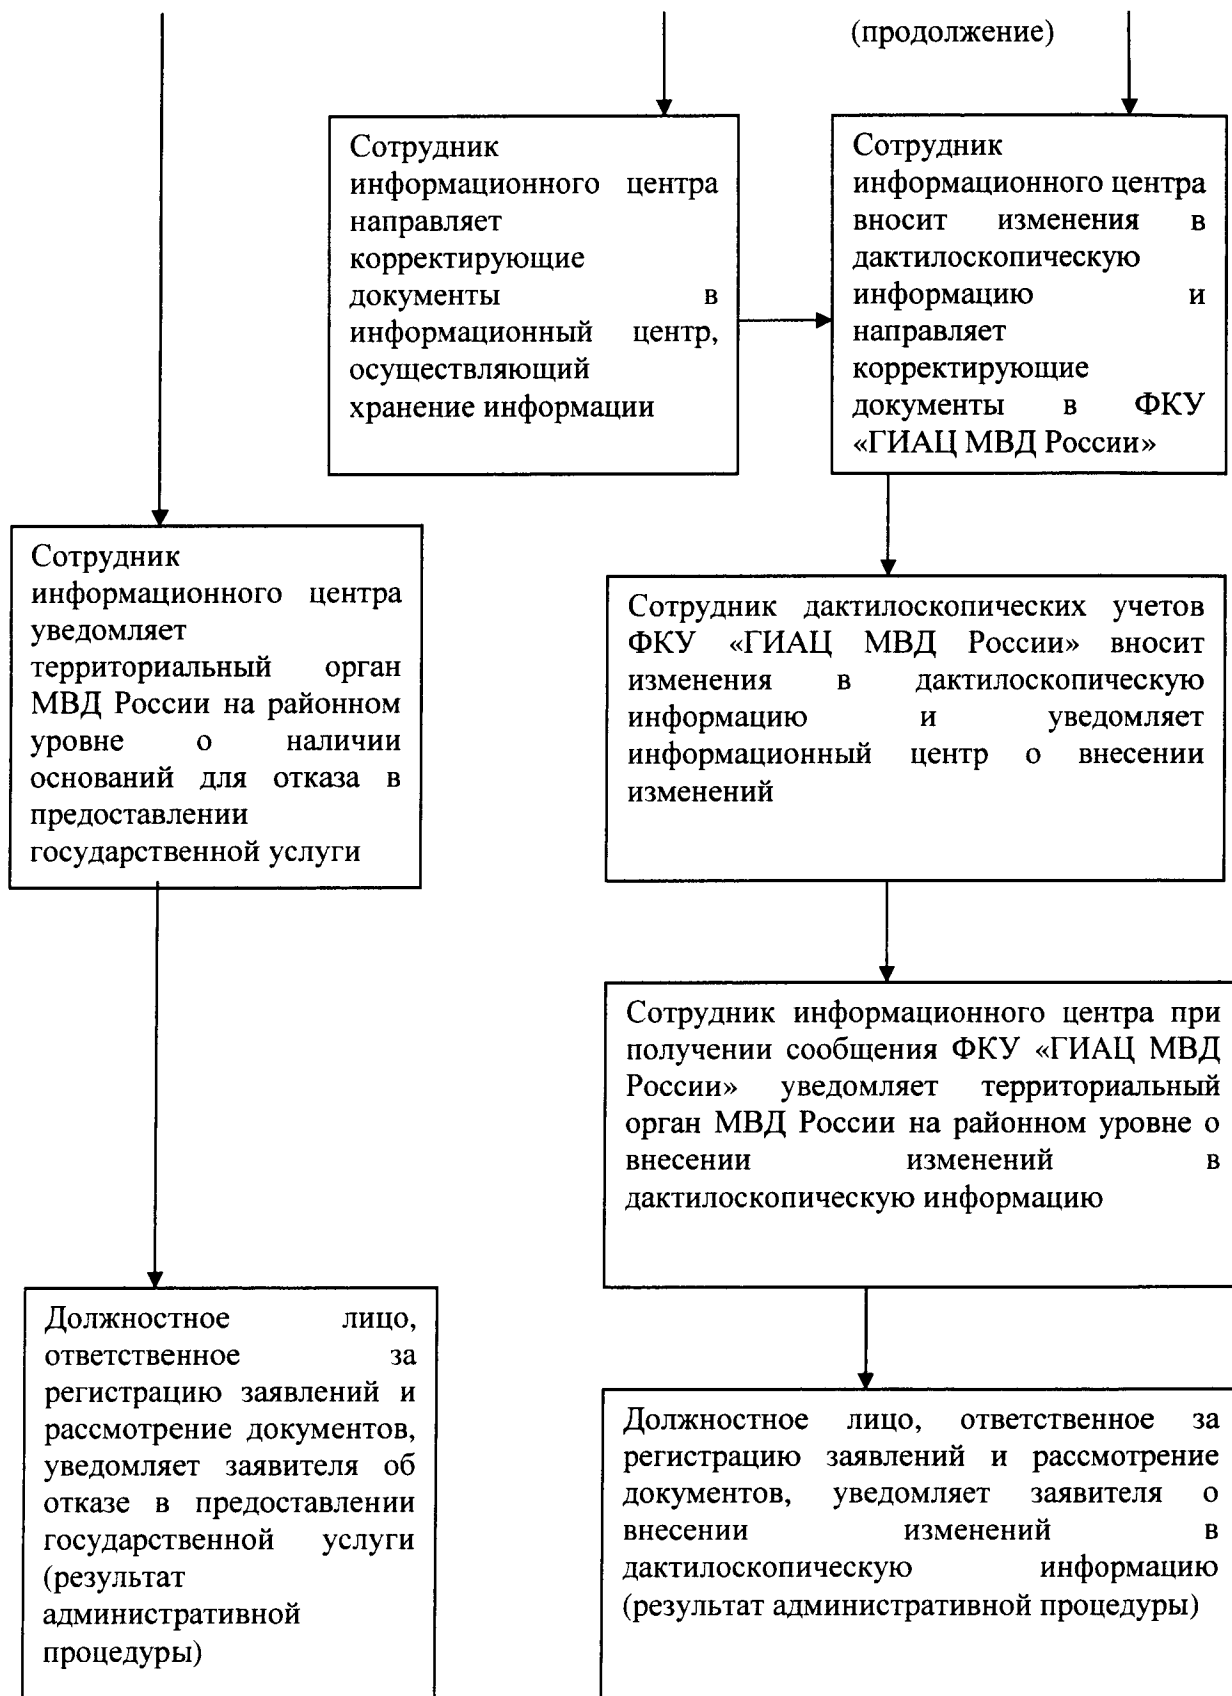 (продолжение)
Сотрудник
информационного центра
направляет
корректирующие
документы в
информационный центр,
осуществляющий
хранение информации
Сотрудник
информационного центра
вносит изменения в
дактилоскопическую
информацию и
направляет
корректирующие
документы в ФКУ
«ГИАЦ МВД России»
Сотрудник
информационного центра
уведомляет
территориальный орган
МВД России на районном
уровне о наличии
оснований для отказа в
предоставлении
государственной услуги
Сотрудник дактилоскопических учетов
ФКУ «ГИАЦ МВД России» вносит
изменения в дактилоскопическую
информацию и уведомляет
информационный центр о внесении
изменений
Сотрудник информационного центра при
получении сообщения ФКУ «ГИАЦ МВД
России» уведомляет территориальный
орган МВД России на районном уровне о
внесении изменений в
дактилоскопическую информацию
Должностное лицо,
ответственное за
регистрацию заявлений и
рассмотрение документов,
уведомляет заявителя об
отказе в предоставлении
государственной услуги
(результат
административной
процедуры)
Должностное лицо, ответственное за
регистрацию заявлений и рассмотрение
документов, уведомляет заявителя о
внесении изменений в
дактилоскопическую информацию
(результат административной процедуры)